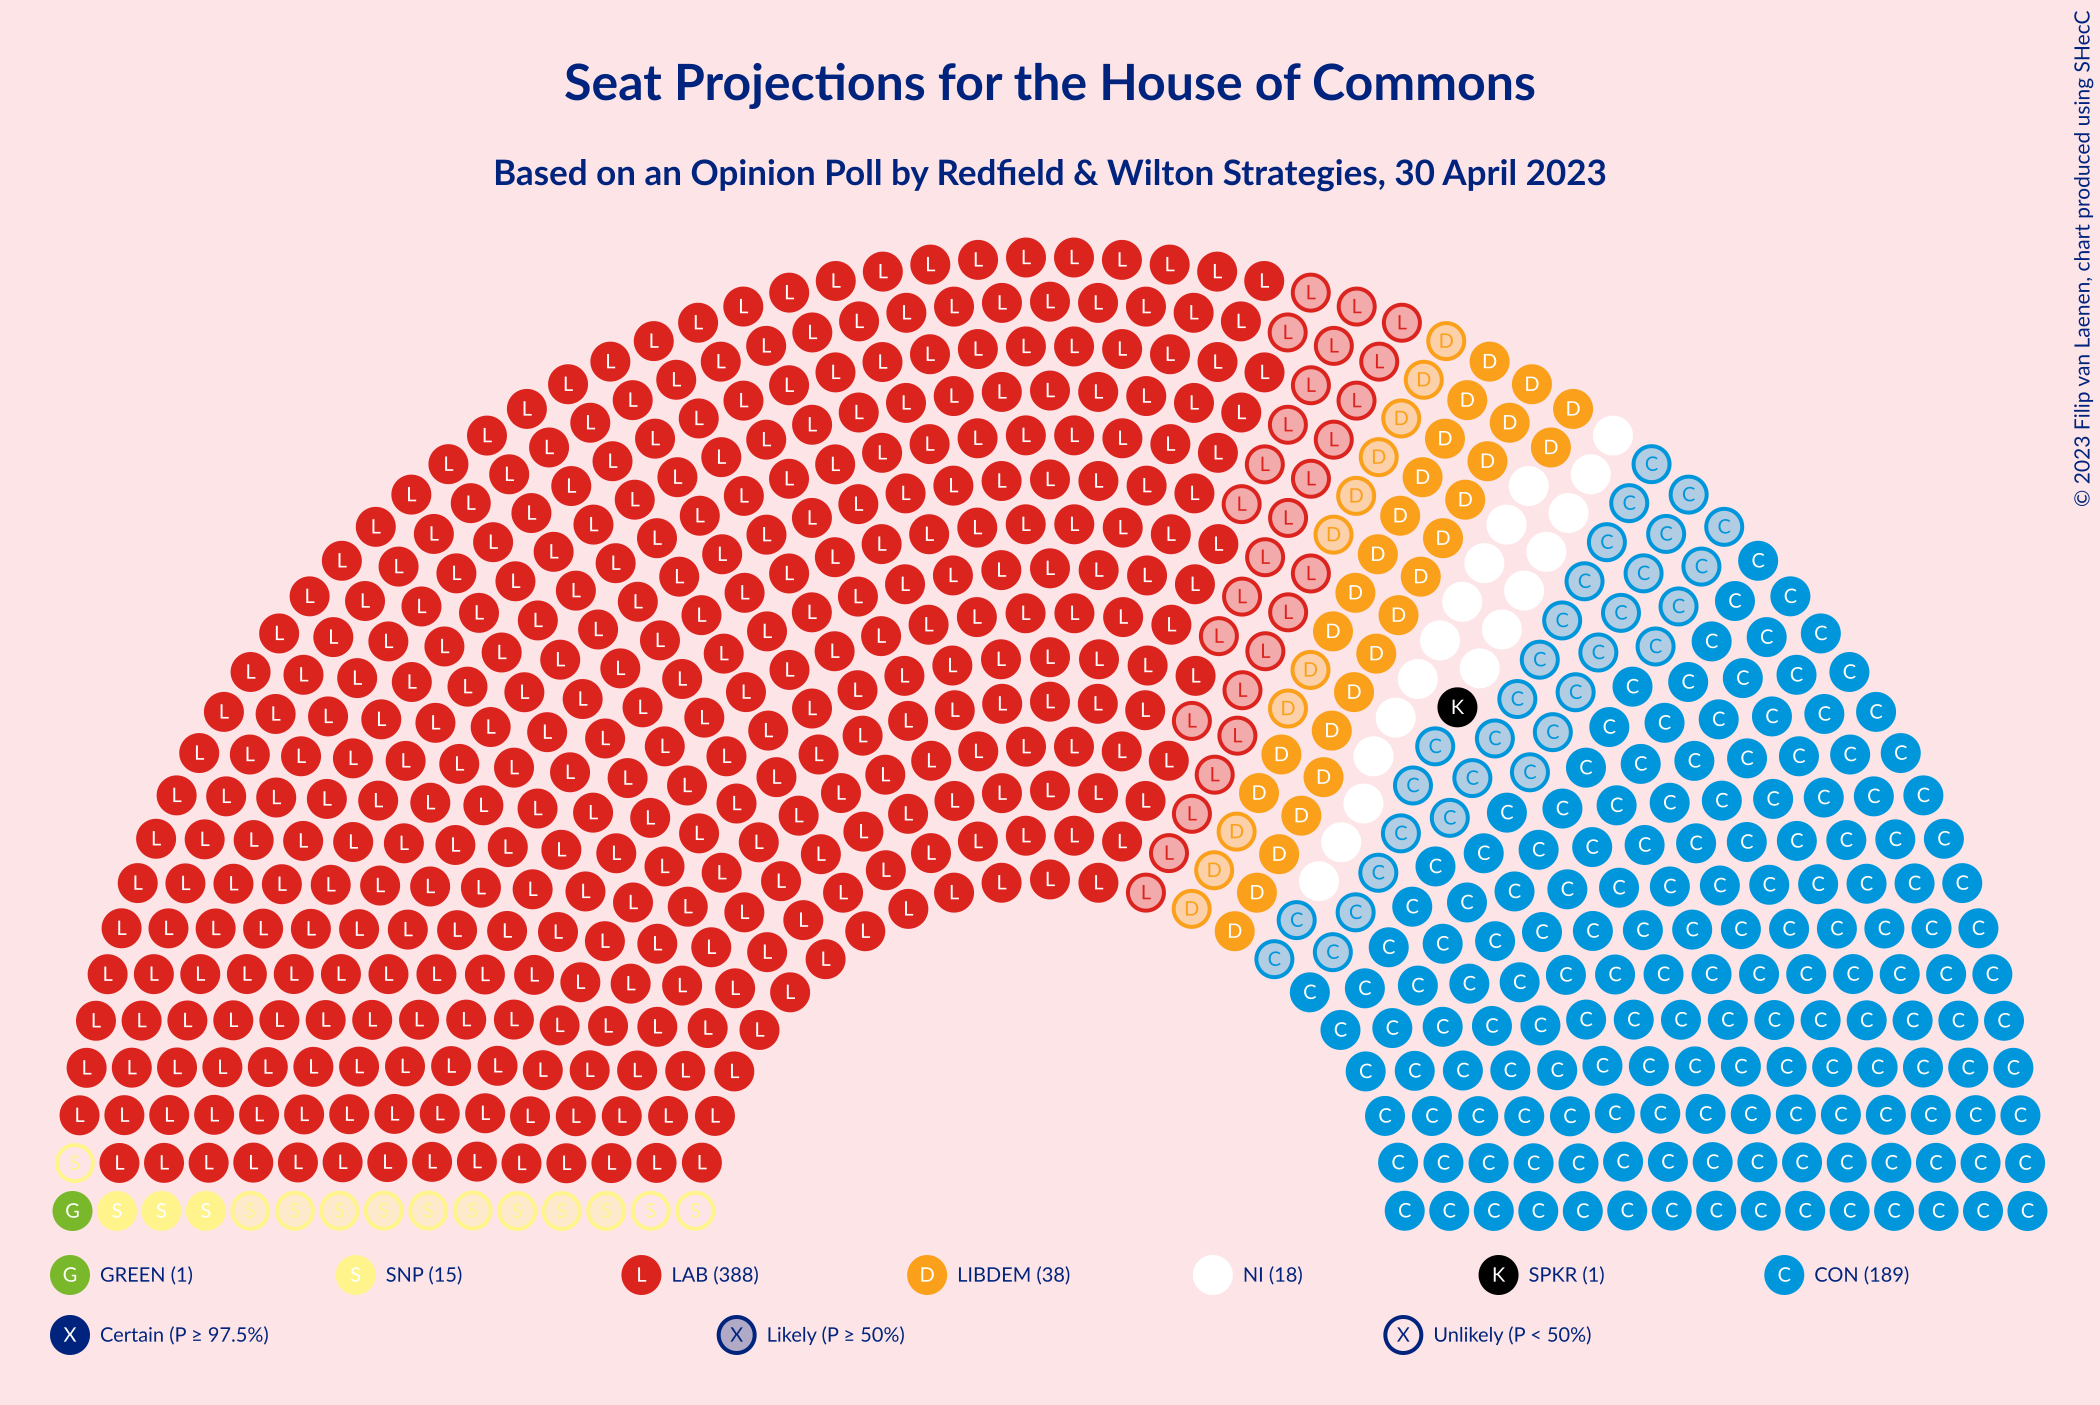 Seat Projections for the House of Commons
Based on an Opinion Poll by Redfield & Wilton Strategies, 30 April 2023
© 2023 Filip van Laenen, chart produced using SHecC
G GREEN (1) S SNP (15) L LAB (388) D LIBDEM (38) NI (18) K SPKR (1) C CON (189)
X Certain (P ≥ 97.5%) X Likely (P ≥ 50%) X Unlikely (P < 50%)